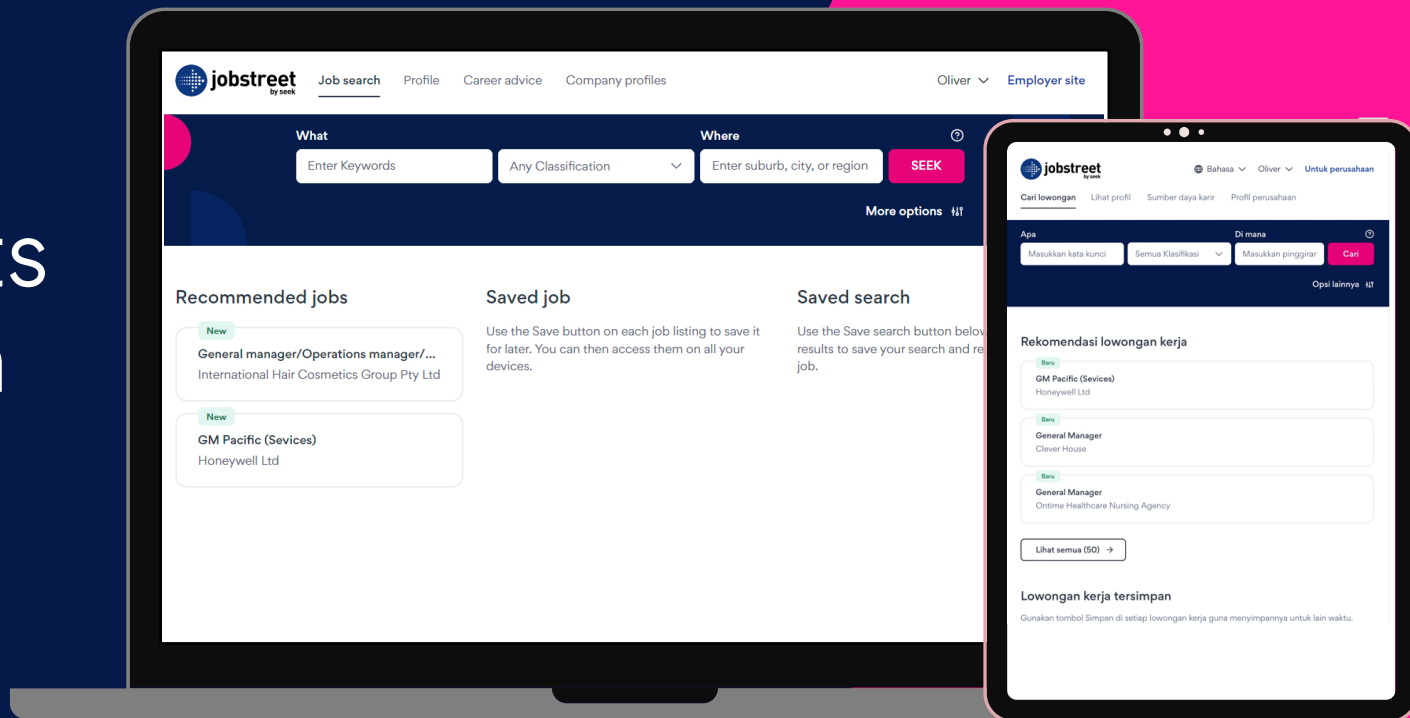 ts
jobstreet
by seek
Job search
Profile
Career advice
Company profiles
Oliver
Employer site
What
Where
Enter Keywords
Any Classification
Enter suburb, city, or region
SEEK
More options
Recommended jobs
New
General manager/Operations manager/...
International Hair Cosmetics Group Pty Ltd
New
GM Pacific (Sevices)
Honeywell Ltd
Saved job
Use the Save button on each job listing to save it
for later. You can then access them on all your
devices.
Saved search
Use the Save search button below
results to save your search and re
job.
jobstreet
by seek
Bahasa
Oliver
Untuk perusahaan
Cari lowongan
Lihat profil
Sumber daya karir
Profil perusahaan
Apa
Di mana
Masukkan kata kunci
Semua Klasifikasi
Masukkan pinggirar
Cari
Opsi lainnya
Rekomendasi lowongan kerja
Baru
GM Pacific (Sevices)
Honeywell Ltd
Baru
General Manager
Clever House
Baru
General Manager
Ontime Healthcare Nursing Agency
Lihat semua (50) →
Lowongan kerja tersimpan
Gunakan tombol Simpan di setiap lowongan kerja guna menyimpannya untuk lain waktu.